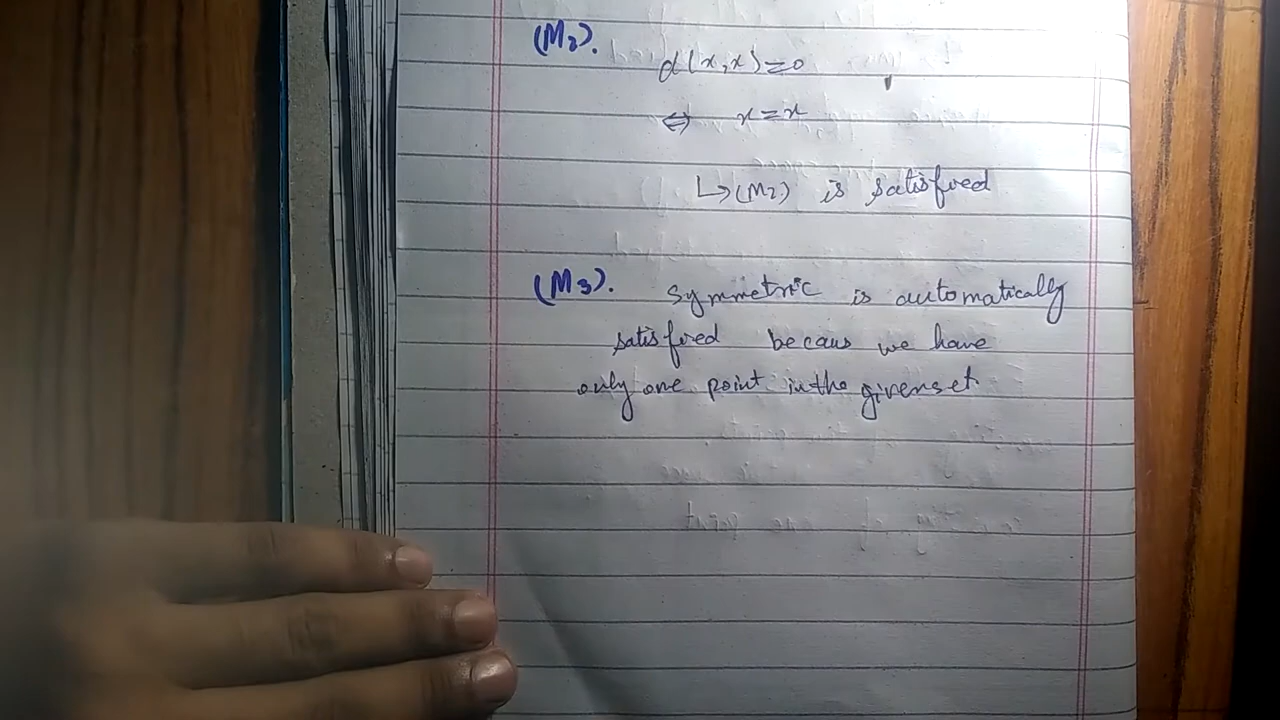 (M2).
d(x,x)=0
⇔ x=x
↳(M2) is satisfied
(M3). Symmetric is automatically
satisfied becaus we have
only one point in the given set